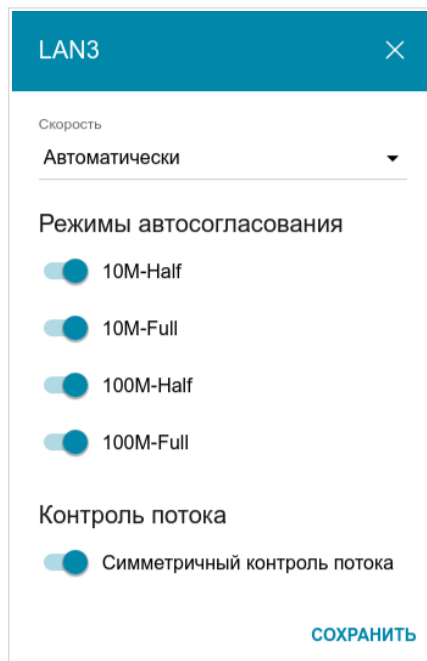 LAN3
Скорость
Автоматически
Режимы автосогласования
10M-Half
10M-Full
100M-Half
100M-Full
Контроль потока
Симметричный контроль потока
СОХРАНИТЬ